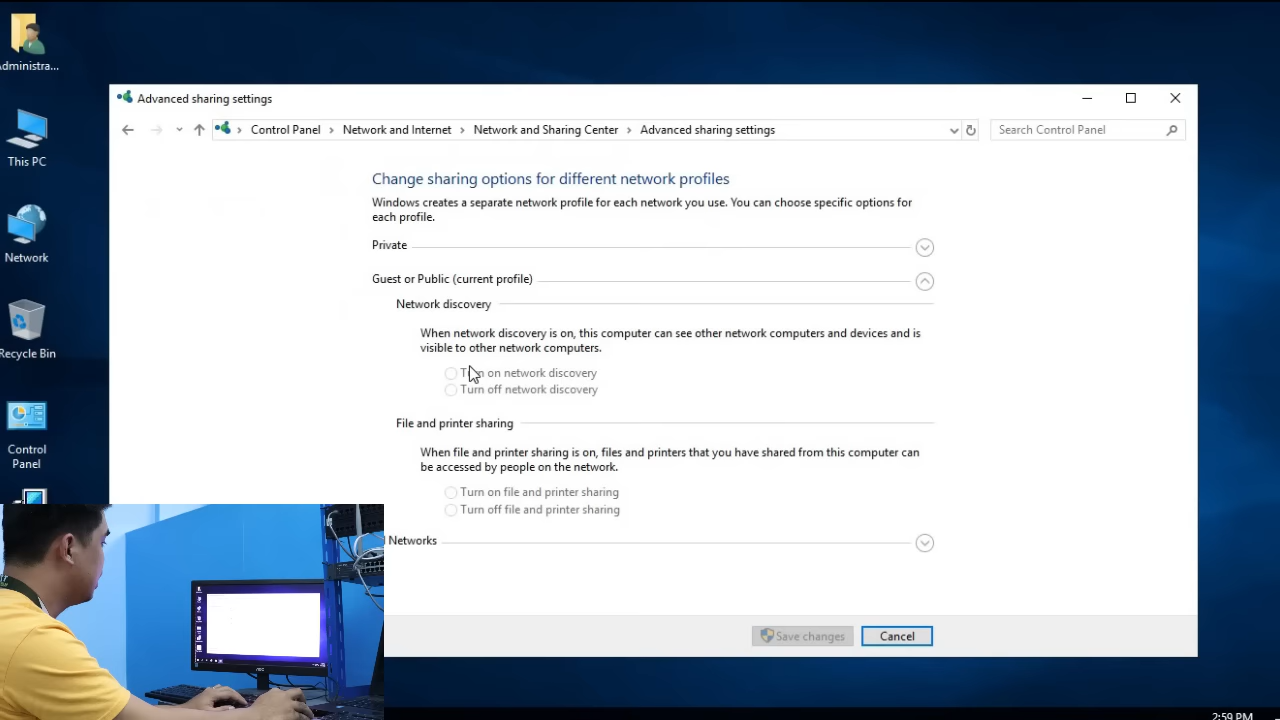 Administra...
This PC
Network
Recycle Bin
Control
Panel
Advanced sharing settings
Control Panel > Network and Internet > Network and Sharing Center > Advanced sharing settings
Search Control Panel
Change sharing options for different network profiles
Windows creates a separate network profile for each network you use. You can choose specific options for
each profile.
Private
Guest or Public (current profile)
Network discovery
When network discovery is on, this computer can see other network computers and devices and is
visible to other network computers.
Turn on network discovery
Turn off network discovery
File and printer sharing
When file and printer sharing is on, files and printers that you have shared from this computer can
be accessed by people on the network.
Turn on file and printer sharing
Turn off file and printer sharing
Networks
Save changes
Cancel
AOC
2:59 PM